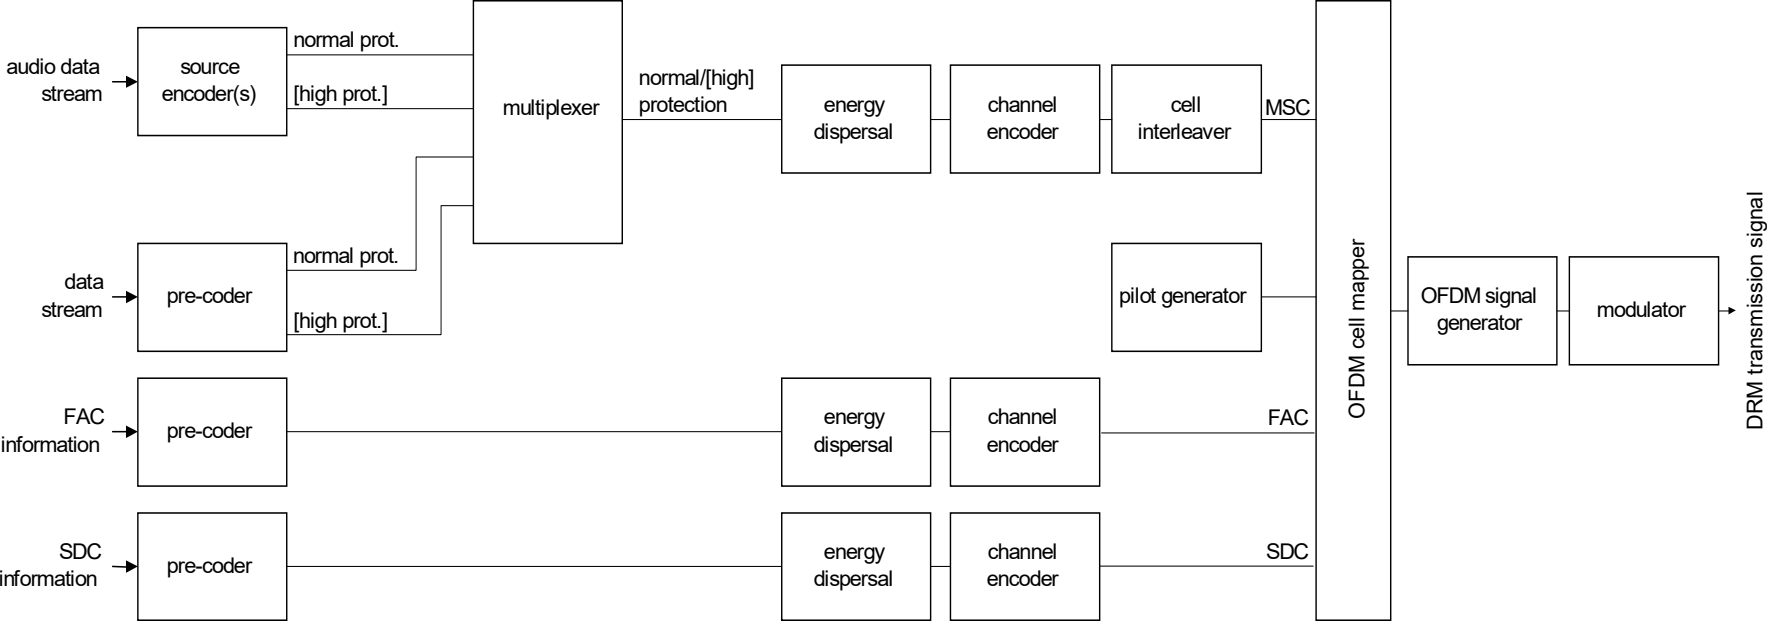 audio data
stream
source
encoder(s)
normal prot.
[high prot.]
multiplexer
normal/[high]
protection
energy
dispersal
channel
encoder
cell
interleaver
MSC
data
stream
pre-coder
normal prot.
[high prot.]
pilot generator
FAC
information
pre-coder
energy
dispersal
channel
encoder
FAC
SDC
information
pre-coder
energy
dispersal
channel
encoder
SDC
OFDM cell mapper
OFDM signal
generator
modulator
DRM transmission signal